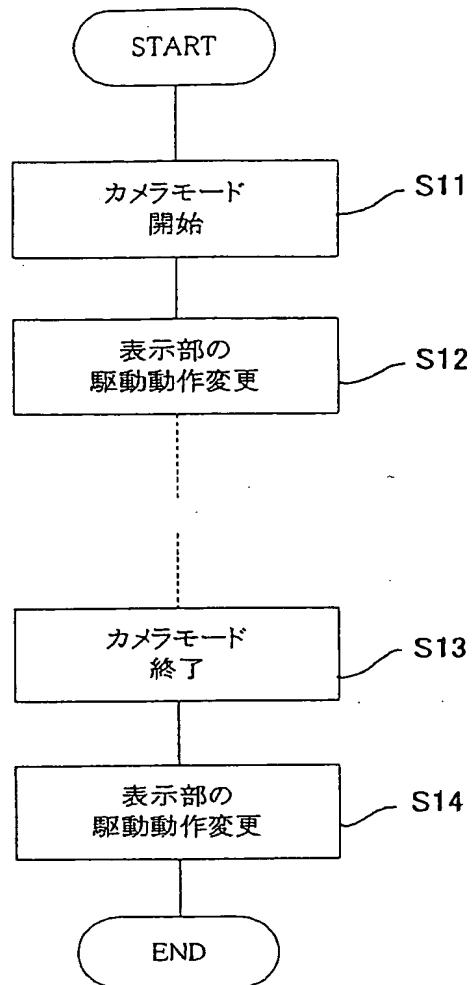 START
カメラモード
開始
S11
表示部の
駆動動作変更
S12
カメラモード
終了
S13
表示部の
駆動動作変更
S14
END